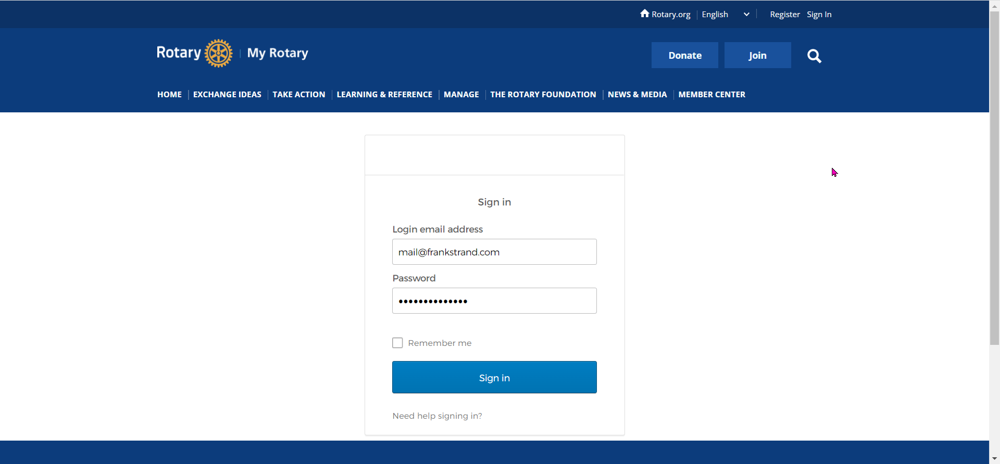 Rotary.org English Register Sign In
Rotary My Rotary
Donate Join
HOME EXCHANGE IDEAS TAKE ACTION LEARNING & REFERENCE MANAGE THE ROTARY FOUNDATION NEWS & MEDIA MEMBER CENTER
Sign in
Login email address
mail@frankstrand.com
Password
••••••••••••••
Remember me
Sign in
Need help signing in?